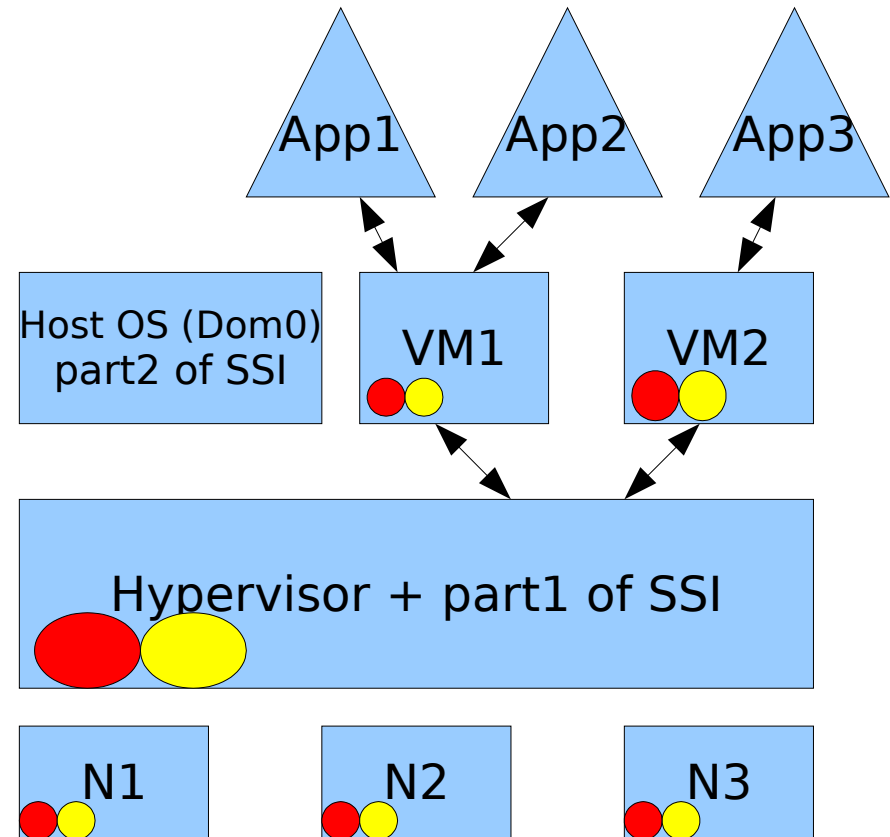 App1 App2 App3
Host OS (Dom0)
part2 of SSI
VM1 VM2
Hypervisor + part1 of SSI
N1 N2 N3